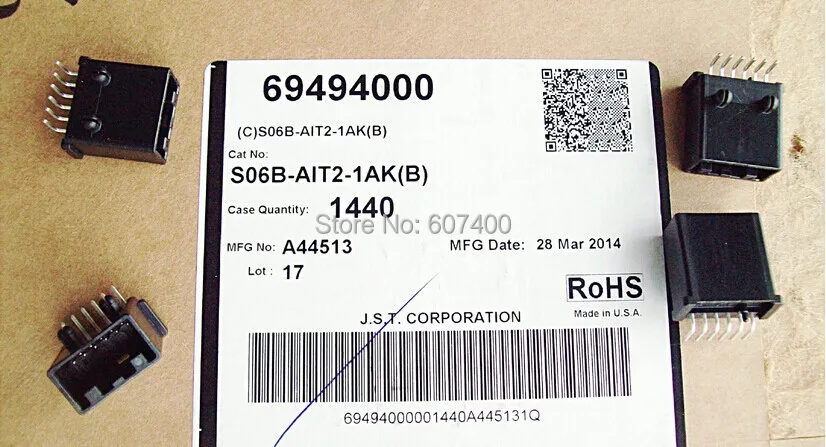 69494000
(C)S06B-AIT2-1AK(B)
Cat No:
S06B-AIT2-1AK(B)
Case Quantity: 1440
Store No: 607400
MFG No: A44513 MFG Date: 28 Mar 2014
Lot : 17
RoHS
J.S.T. CORPORATION Made in U.S.A.
69494000001440A445131Q